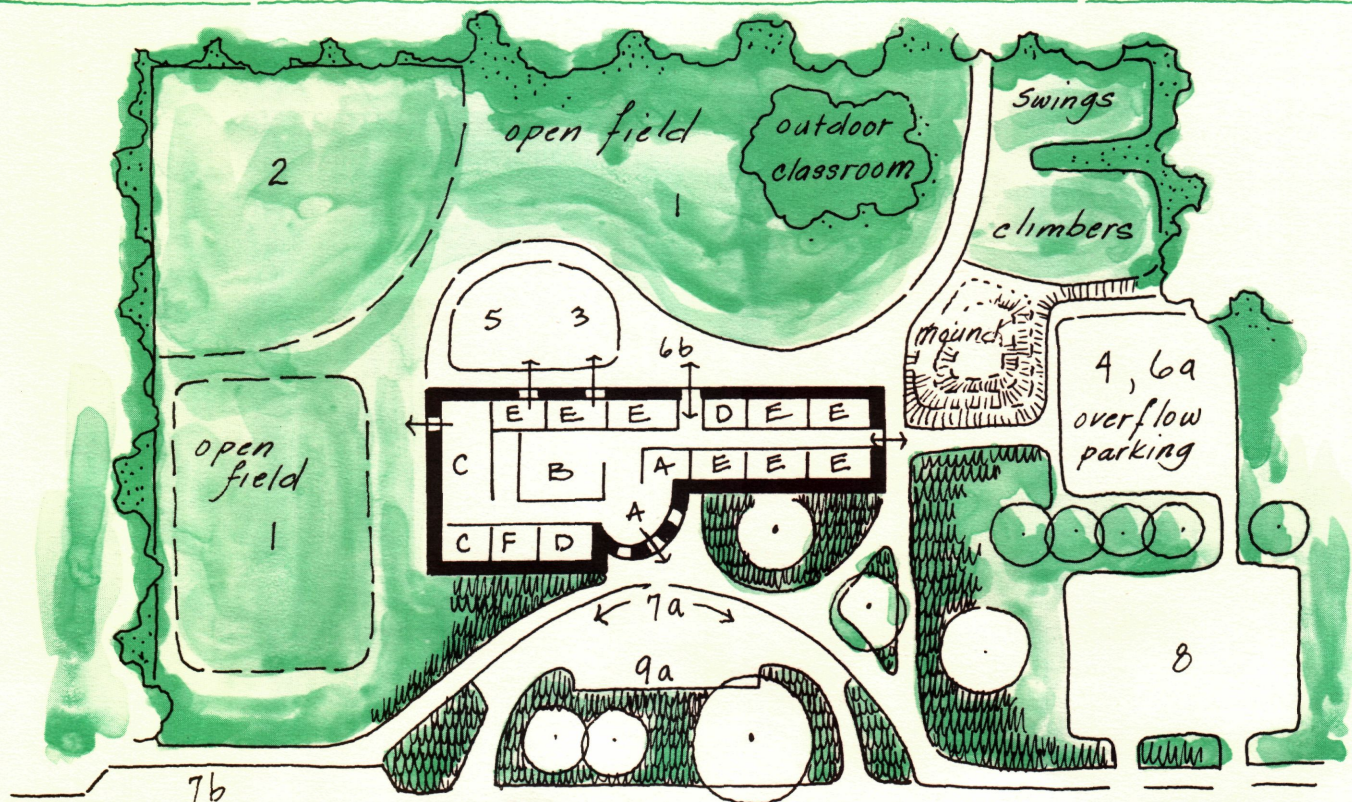 swings
open field
outdoor
classroom
2
1
climbers
5 3
mound
6b
4, 6a
overflow
parking
E E E D E E
open
field
C
B
A E E E
A
1
C F D
7a
9a
8
7b